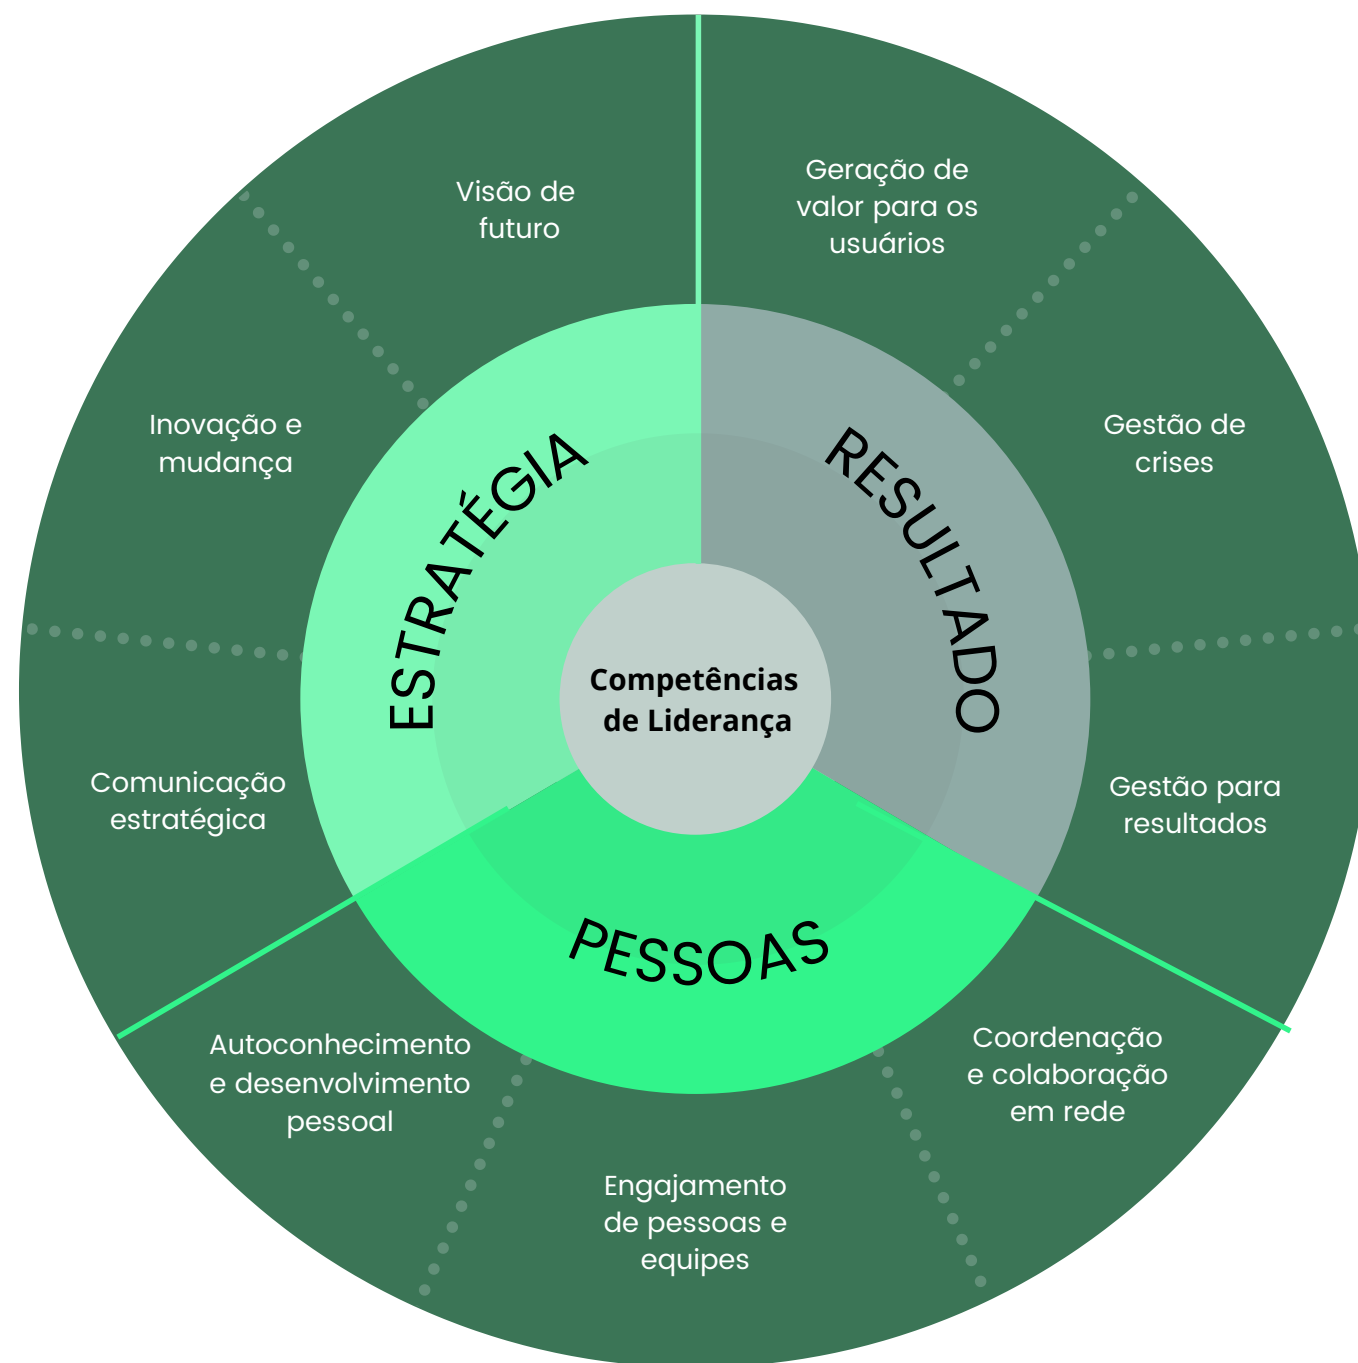 Visão de
futuro
Geração de
valor para os
usuários
Inovação e
mudança
Gestão de
crises
ESTRATÉGIA
RESULTADO
Competências
de Liderança
Comunicação
estratégica
Gestão para
resultados
PESSOAS
Autoconhecimento
e desenvolvimento
pessoal
Coordenação
e colaboração
em rede
Engajamento
de pessoas e
equipes